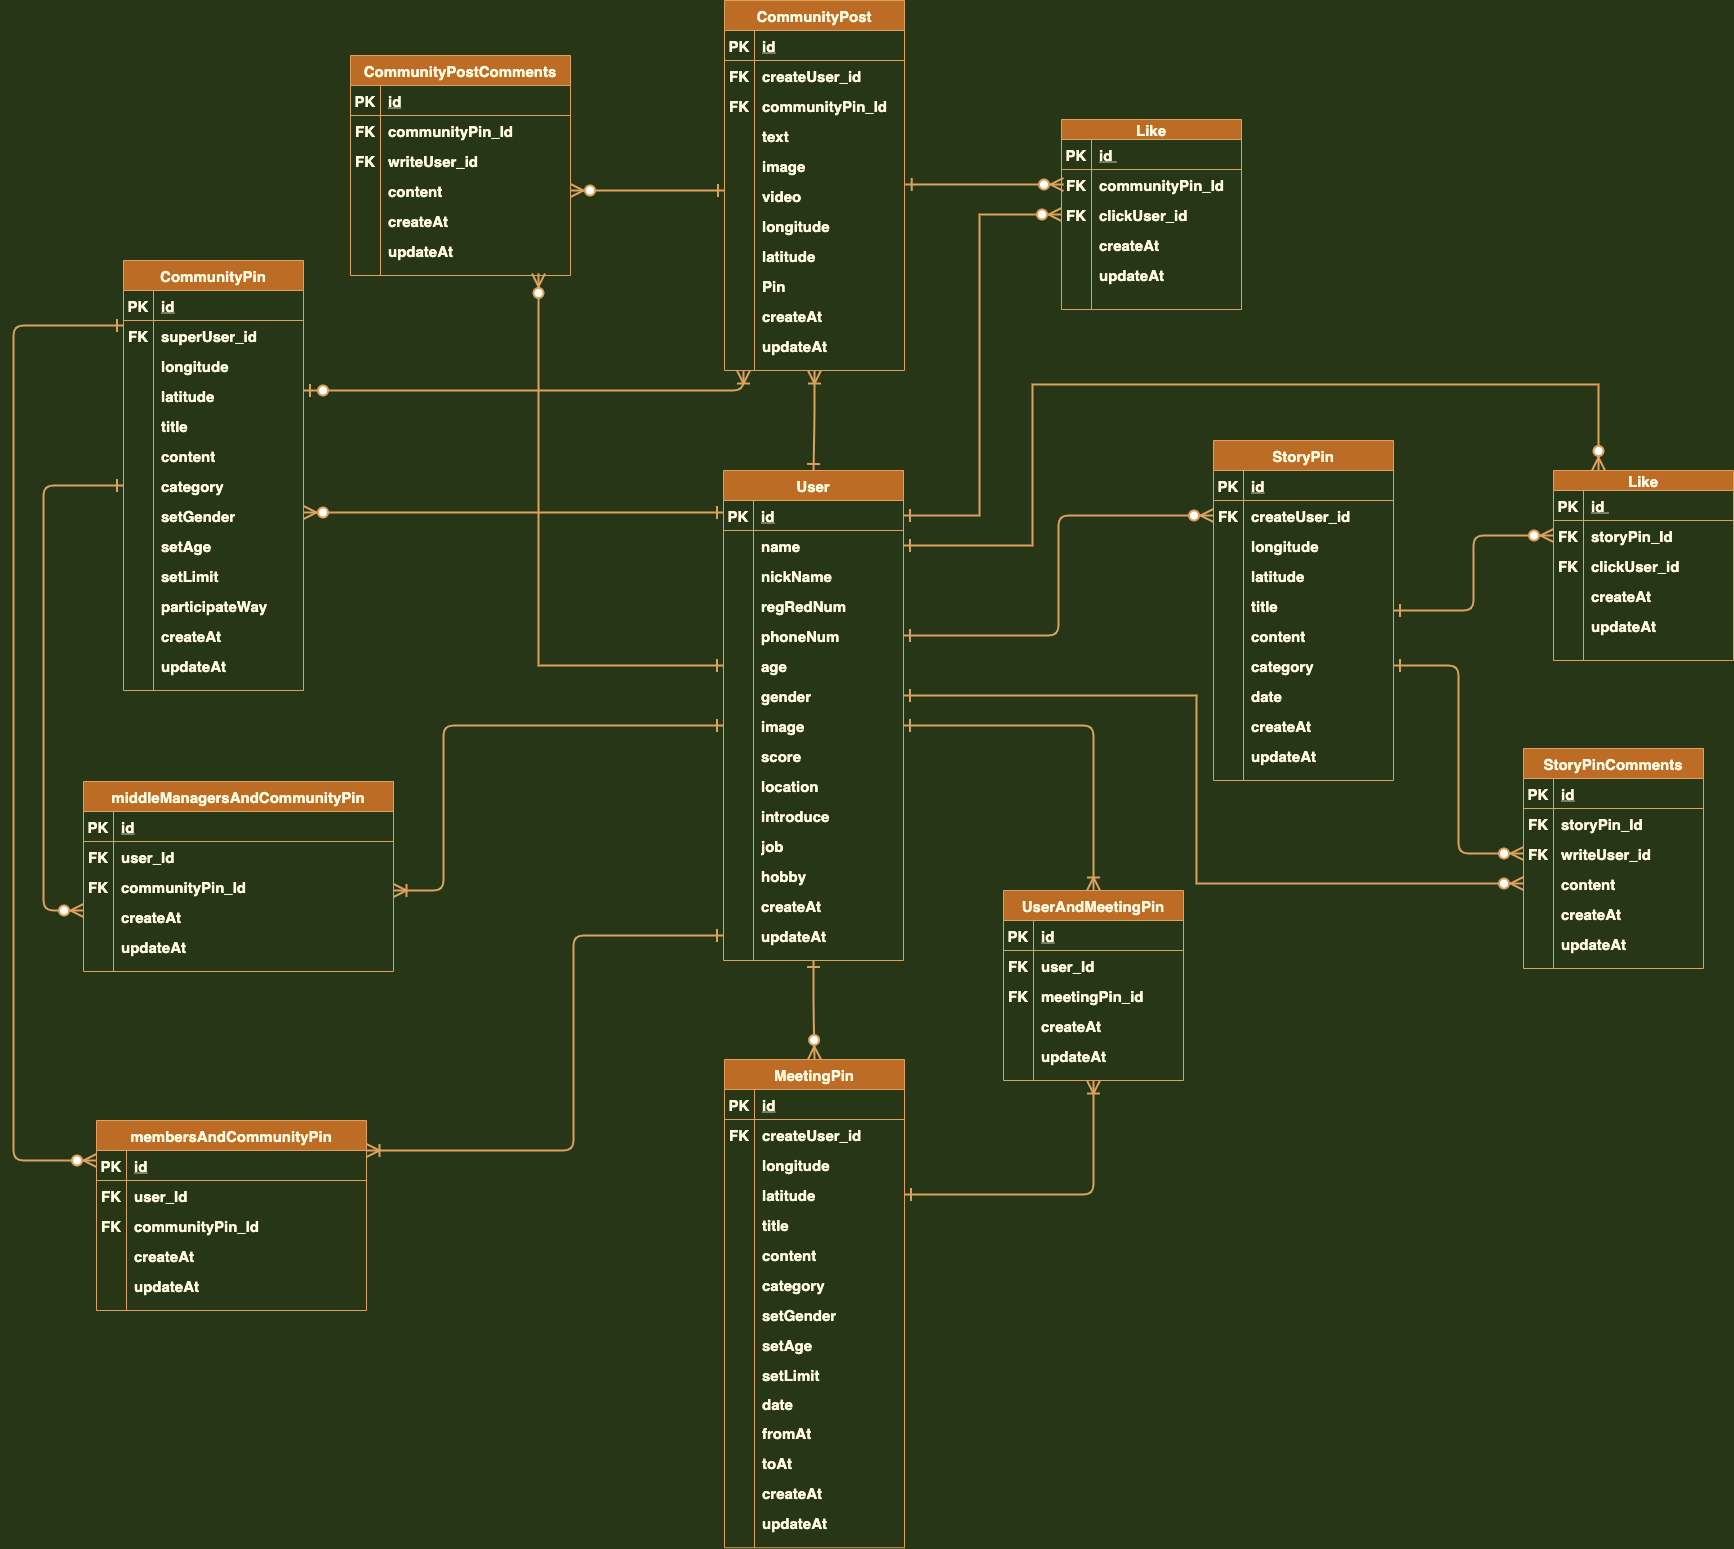 CommunityPost
PK id
FK createUser_id
FK communityPin_Id
text
image
video
longitude
latitude
Pin
createAt
updateAt
CommunityPostComments
PK id
FK communityPin_Id
FK writeUser_id
content
createAt
updateAt
Like
PK id_
FK communityPin_Id
FK clickUser_id
createAt
updateAt
CommunityPin
PK id
FK superUser_id
longitude
latitude
title
content
category
setGender
setAge
setLimit
participateWay
createAt
updateAt
User
PK id
name
nickName
regRedNum
phoneNum
age
gender
image
score
location
introduce
job
hobby
createAt
updateAt
StoryPin
PK id
FK createUser_id
longitude
latitude
title
content
category
date
createAt
updateAt
Like
PK id_
FK storyPin_Id
FK clickUser_id
createAt
updateAt
StoryPinComments
PK id
FK storyPin_Id
FK writeUser_id
content
createAt
updateAt
middleManagersAndCommunityPin
PK id
FK user_Id
FK communityPin_Id
createAt
updateAt
UserAndMeetingPin
PK id
FK user_Id
FK meetingPin_id
createAt
updateAt
membersAndCommunityPin
PK id
FK user_Id
FK communityPin_Id
createAt
updateAt
MeetingPin
PK id
FK createUser_id
longitude
latitude
title
content
category
setGender
setAge
setLimit
date
fromAt
toAt
createAt
updateAt